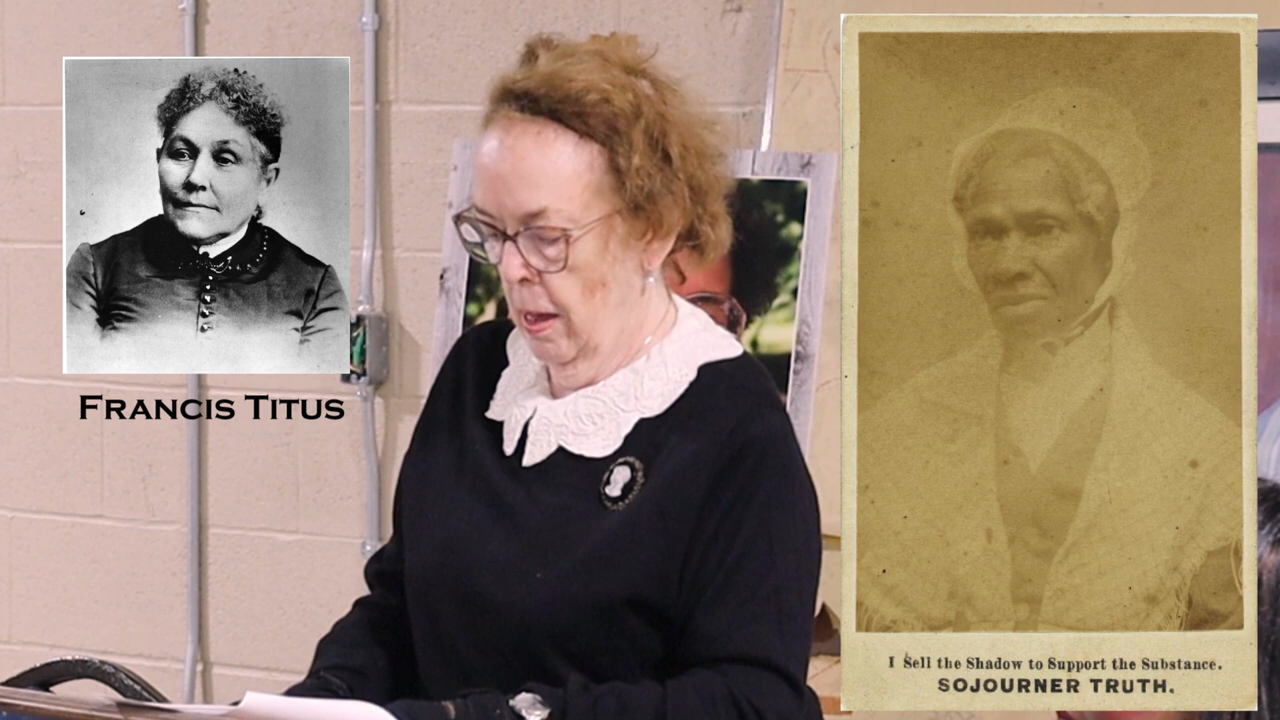 Francis Titus
I Sell the Shadow to Support the Substance.
SOJOURNER TRUTH.